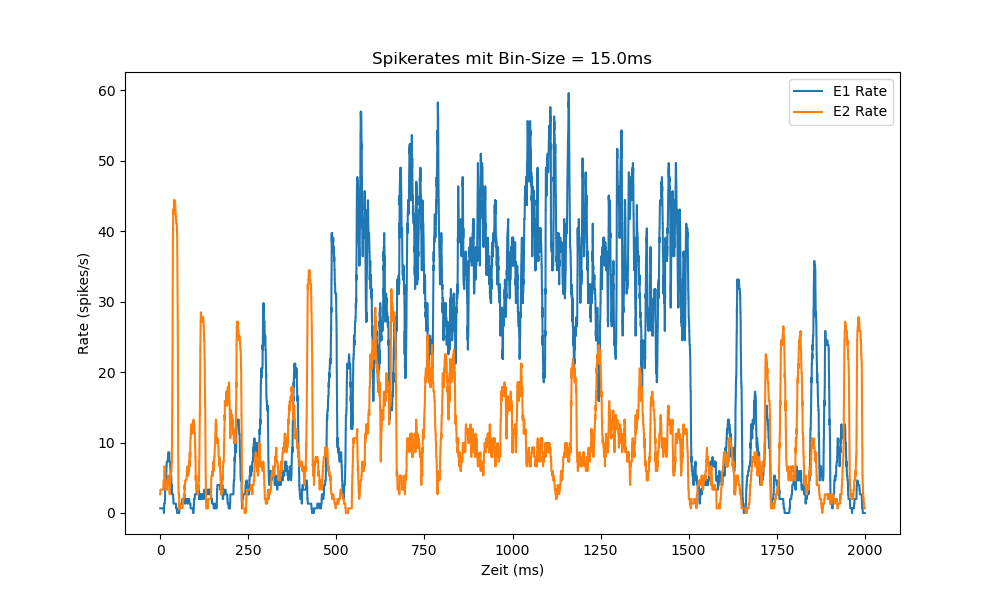 Spikerates mit Bin-Size = 15.0ms
E1 Rate
E2 Rate
60
50
40
30
20
10
0
Rate (spikes/s)
0 250 500 750 1000 1250 1500 1750 2000
Zeit (ms)